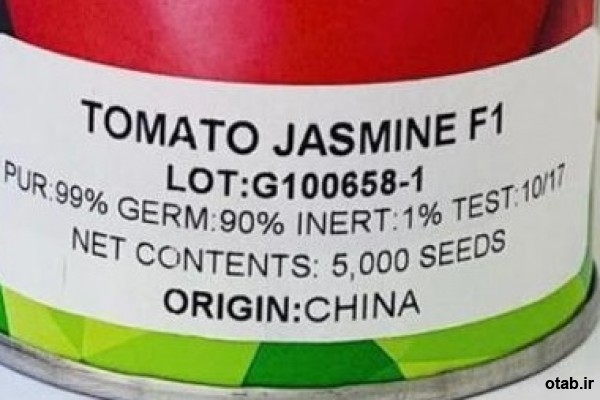 TOMATO JASMINE F1
LOT:G100658-1
PUR:99% GERM:90% INERT:1% TEST:10/17
NET CONTENTS: 5,000 SEEDS
ORIGIN:CHINA
otab.ir